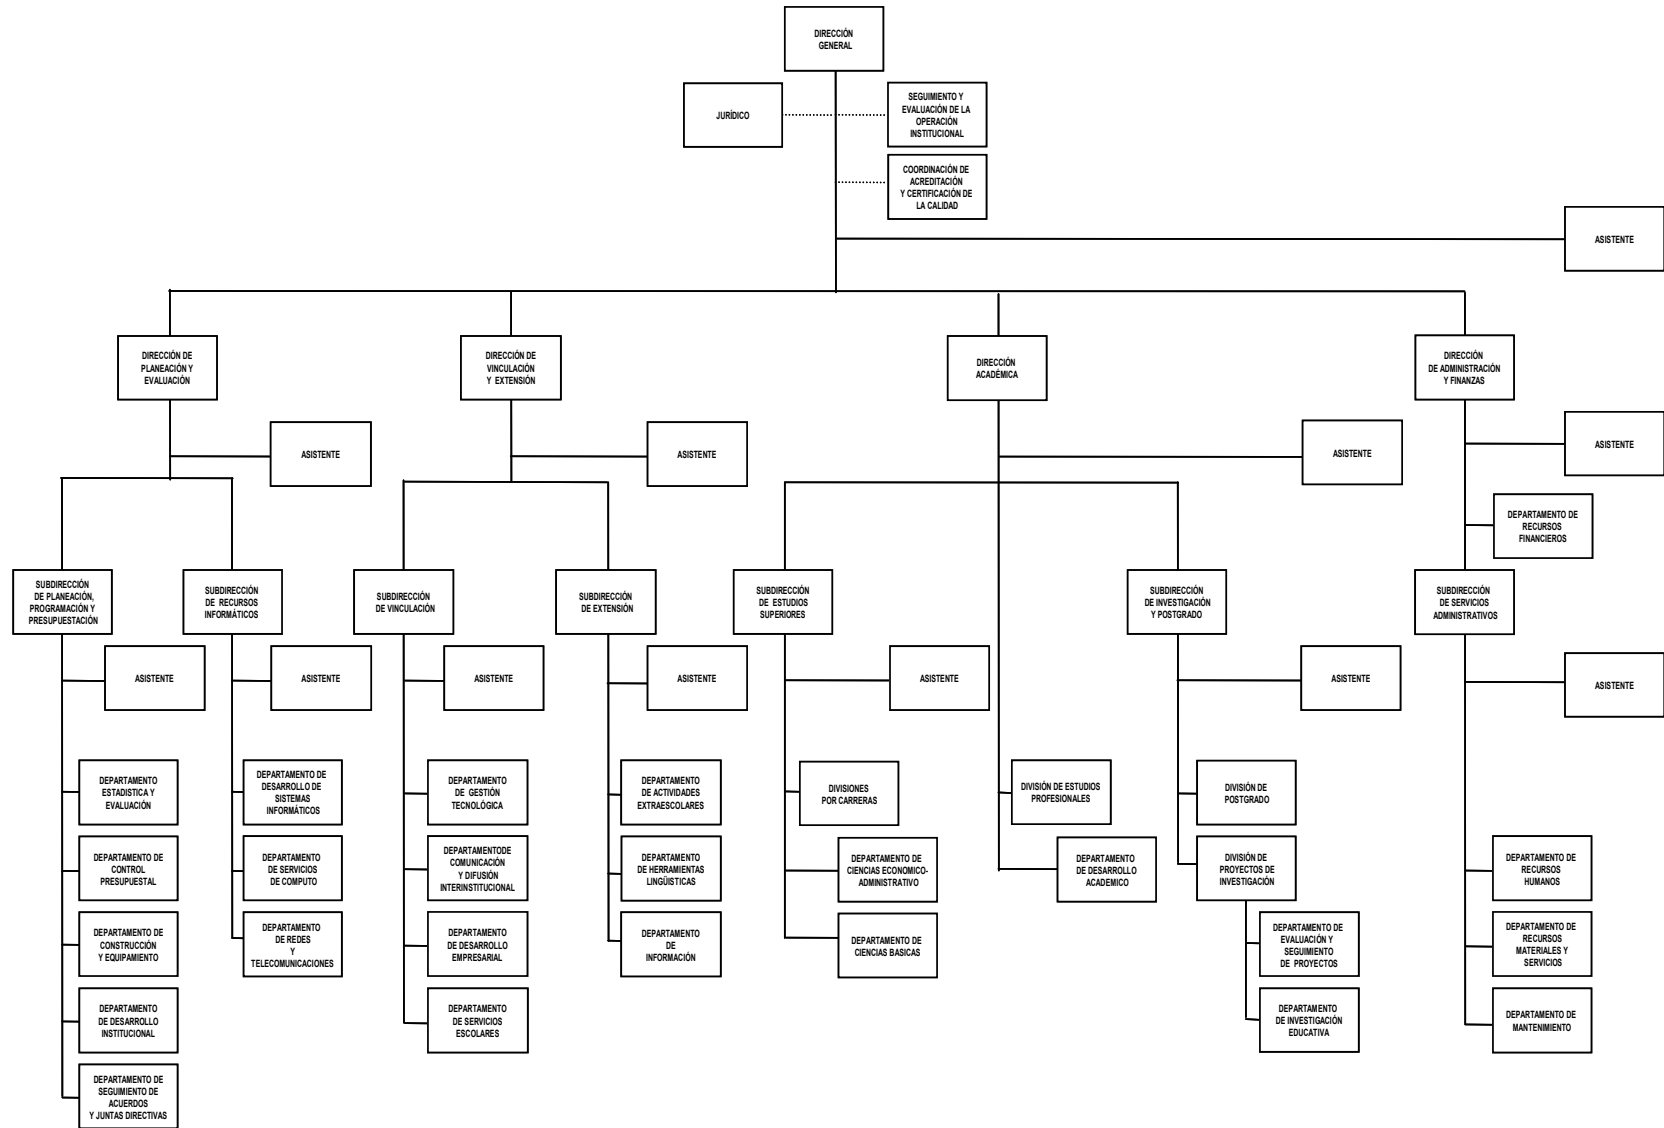 DIRECCIÓN
GENERAL
JURÍDICO
SEGUIMIENTO Y
EVALUACIÓN DE LA
OPERACIÓN
INSTITUCIONAL
COORDINACIÓN DE
ACREDITACIÓN
Y CERTIFICACIÓN DE
LA CALIDAD
ASISTENTE
DIRECCIÓN DE
PLANEACIÓN Y
EVALUACIÓN
DIRECCIÓN DE
VINCULACIÓN
Y EXTENSIÓN
DIRECCIÓN
ACADÉMICA
DIRECCIÓN
DE ADMINISTRACIÓN
Y FINANZAS
ASISTENTE
ASISTENTE
ASISTENTE
ASISTENTE
DEPARTAMENTO DE
RECURSOS
FINANCIEROS
SUBDIRECCIÓN
DE PLANEACIÓN,
PROGRAMACIÓN Y
PRESUPUESTACIÓN
SUBDIRECCIÓN
DE RECURSOS
INFORMÁTICOS
SUBDIRECCIÓN
DE VINCULACIÓN
SUBDIRECCIÓN
DE EXTENSIÓN
SUBDIRECCIÓN
DE ESTUDIOS
SUPERIORES
SUBDIRECCIÓN
DE INVESTIGACIÓN
Y POSTGRADO
SUBDIRECCIÓN
DE SERVICIOS
ADMINISTRATIVOS
ASISTENTE
ASISTENTE
ASISTENTE
ASISTENTE
ASISTENTE
ASISTENTE
ASISTENTE
DEPARTAMENTO
ESTADISTICA Y
EVALUACIÓN
DEPARTAMENTO DE
DESARROLLO DE
SISTEMAS
INFORMÁTICOS
DEPARTAMENTO
DE GESTIÓN
TECNOLÓGICA
DEPARTAMENTO
DE ACTIVIDADES
EXTRAESCOLARES
DIVISIONES
POR CARRERAS
DIVISIÓN DE ESTUDIOS
PROFESIONALES
DIVISIÓN DE
POSTGRADO
DEPARTAMENTO DE
CONTROL
PRESUPUESTAL
DEPARTAMENTO
DE SERVICIOS
DE COMPUTO
DEPARTAMENTODE
COMUNICACIÓN
Y DIFUSIÓN
INTERINSTITUCIONAL
DEPARTAMENTO
DE HERRAMIENTAS
LINGÜISTICAS
DEPARTAMENTO DE
CIENCIAS ECONOMICO-
ADMINISTRATIVO
DEPARTAMENTO
DE DESARROLLO
ACADEMICO
DIVISIÓN DE
PROYECTOS DE
INVESTIGACIÓN
DEPARTAMENTO DE
RECURSOS
HUMANOS
DEPARTAMENTO DE
CONSTRUCCIÓN
Y EQUIPAMIENTO
DEPARTAMENTO
DE REDES
Y
TELECOMUNICACIONES
DEPARTAMENTO
DE DESARROLLO
EMPRESARIAL
DEPARTAMENTO
DE
INFORMACIÓN
DEPARTAMENTO DE
CIENCIAS BASICAS
DEPARTAMENTO DE
EVALUACIÓN Y
SEGUIMIENTO
DE PROYECTOS
DEPARTAMENTO DE
RECURSOS
MATERIALES Y
SERVICIOS
DEPARTAMENTO
DE DESARROLLO
INSTITUCIONAL
DEPARTAMENTO
DE SERVICIOS
ESCOLARES
DEPARTAMENTO
DE INVESTIGACIÓN
EDUCATIVA
DEPARTAMENTO DE
MANTENIMIENTO
DEPARTAMENTO DE
SEGUIMIENTO DE
ACUERDOS
Y JUNTAS DIRECTIVAS